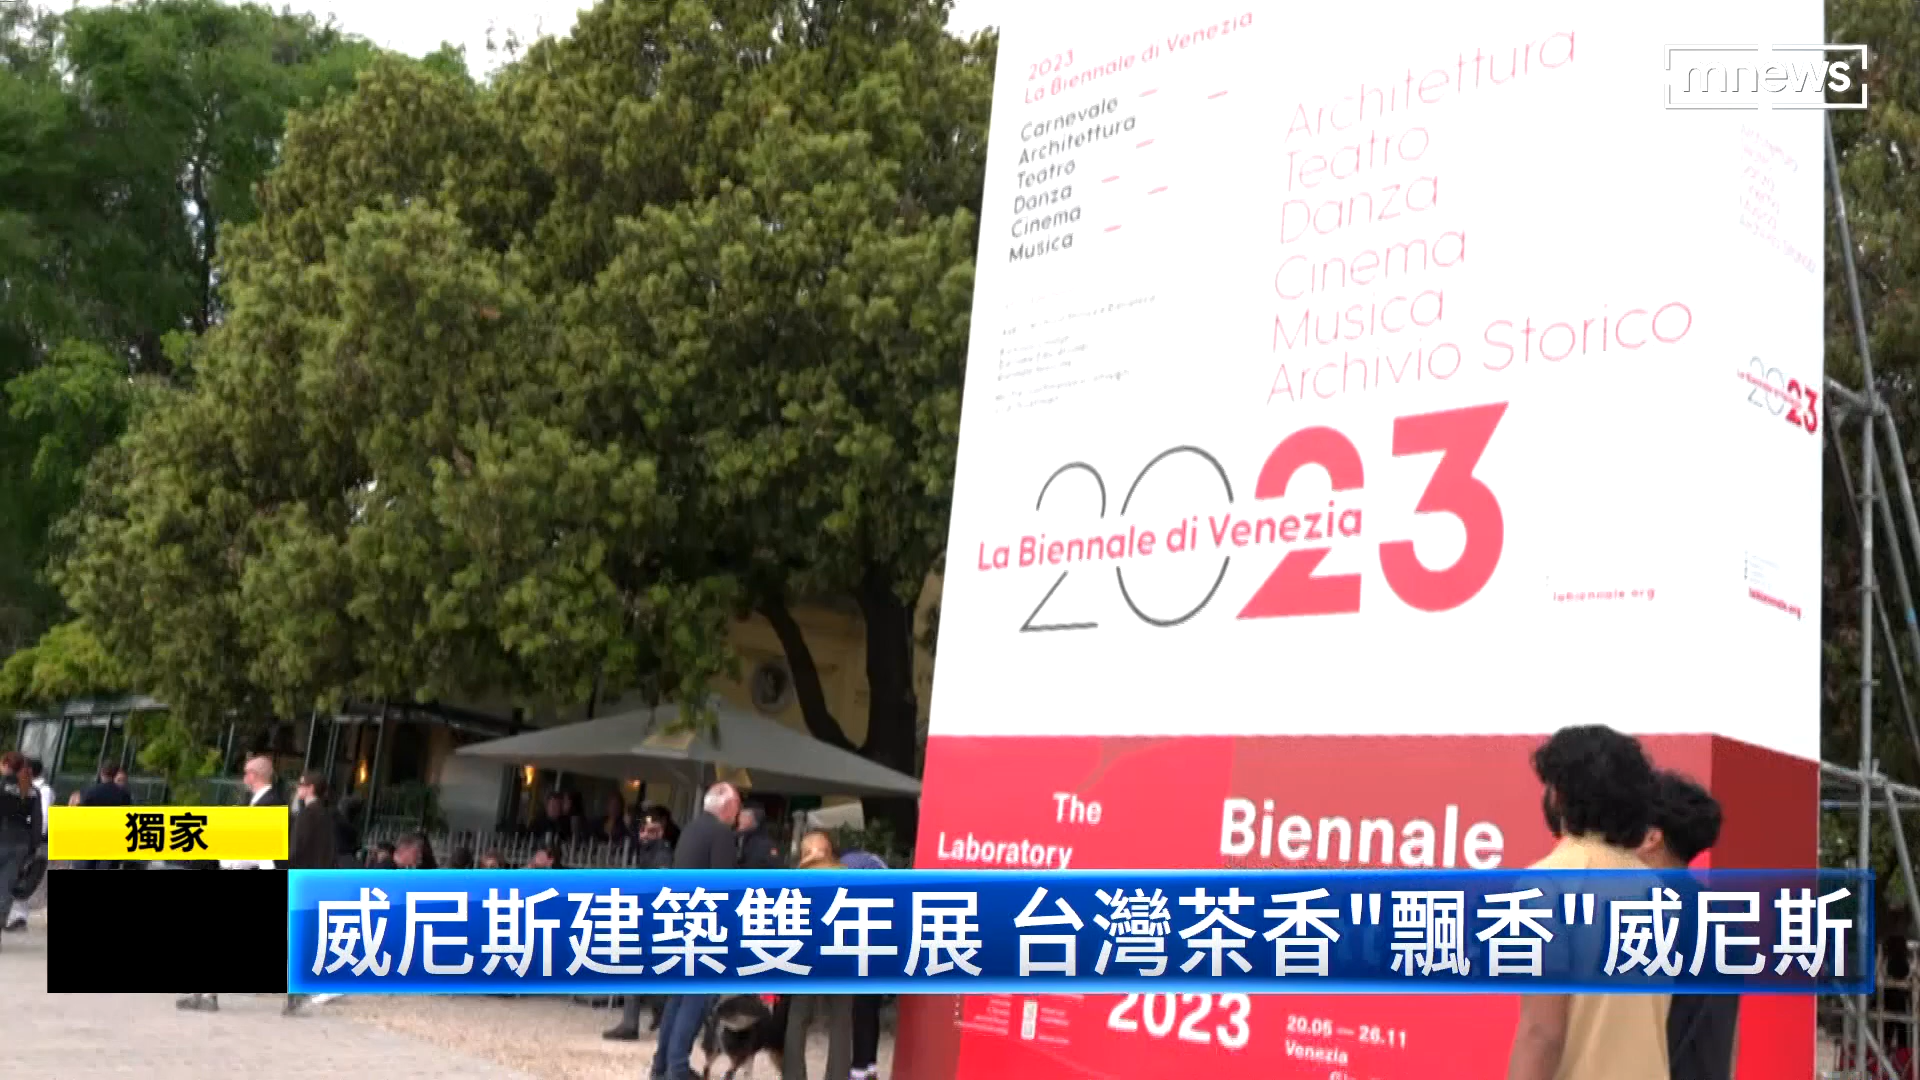 mnews
2023
La Biennale di Venezia
Carnevale
Architettura
Teatro
Danza
Cinema
Musica
Architettura
Teatro
Danza
Cinema
Musica
Archivio Storico
2023
La Biennale di Venezia
labiennale.org
2023
labiennale.org
The
Laboratory
Biennale
獨家
威尼斯建築雙年展 台灣茶香"飄香"威尼斯
2023
20.05 — 26.11
Venezia